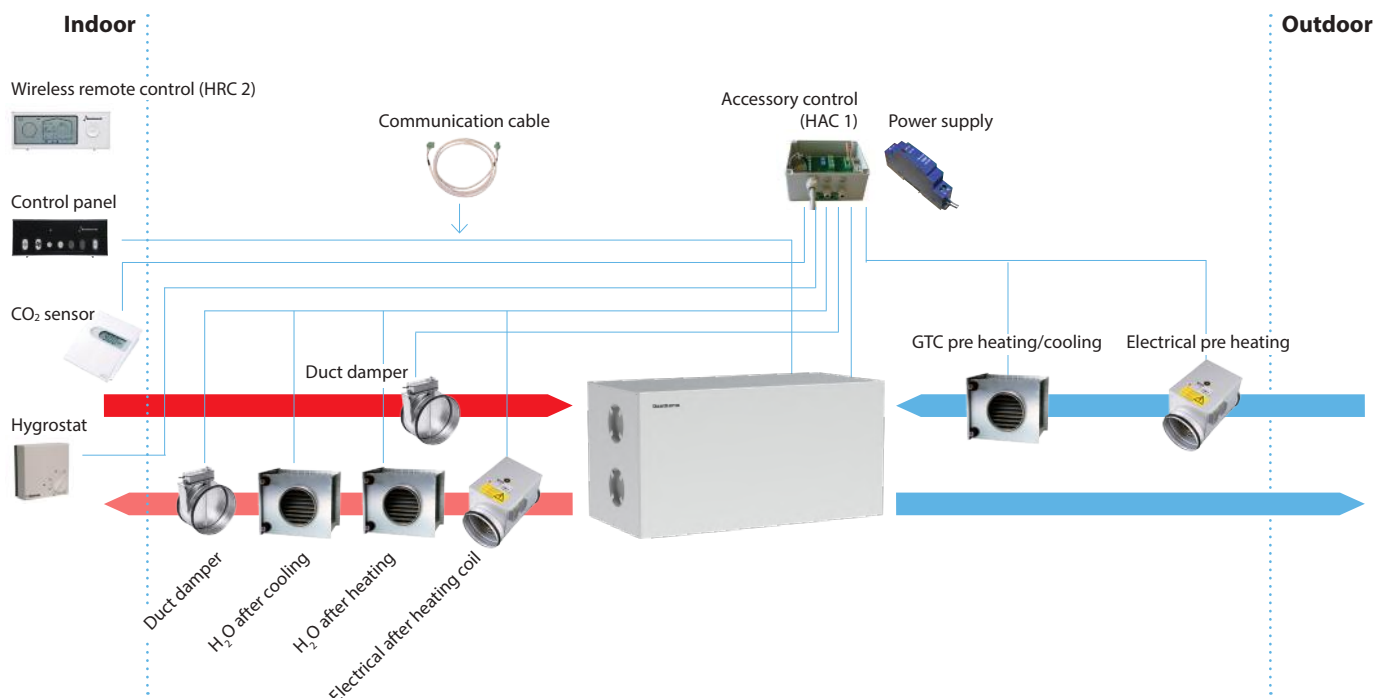 Indoor
Outdoor
Wireless remote control (HRC 2)
Communication cable
Accessory control
(HAC 1)
Power supply
Control panel
CO₂ sensor
Duct damper
GTC pre heating/cooling
Electrical pre heating
Hygrostat
Duct damper
H₂O after cooling
H₂O after heating
Electrical after heating coil